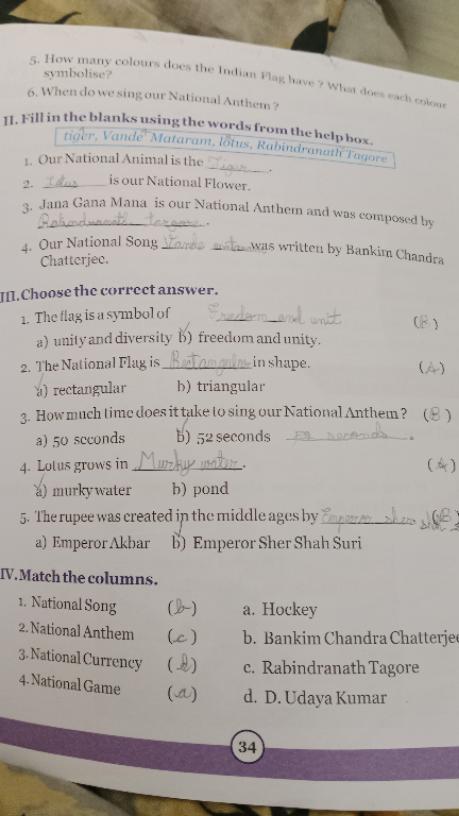 5. How many colours does the Indian Flag have ? What does each colour
symbolise?
6. When do we sing our National Anthem ?
II. Fill in the blanks using the words from the help box.
tiger, Vande Mataram, lotus, Rabindranath Tagore
1. Our National Animal is the Tiger.
2. Lotus is our National Flower.
3. Jana Gana Mana is our National Anthem and was composed by
.
4. Our National Song Vande was written by Bankim Chandra
Chatterjec.
III. Choose the correct answer.
1. The flag is a symbol of Freedom and unit (B)
a) unity and diversity b) freedom and unity.
2. The National Flag is Rectangular in shape. (A)
a) rectangular b) triangular
3. How much time does it take to sing our National Anthem ? 52 seconds. (B)
a) 50 seconds b) 52 seconds
4. Lotus grows in Murky water. (A)
a) murky water b) pond
5. The rupee was created in the middle ages by Emperor sher (B)
a) Emperor Akbar b) Emperor Sher Shah Suri
IV. Match the columns.
1. National Song (b) a. Hockey
2. National Anthem (c) b. Bankim Chandra Chatterjee
3. National Currency (d) c. Rabindranath Tagore
4. National Game (a) d. D. Udaya Kumar
34